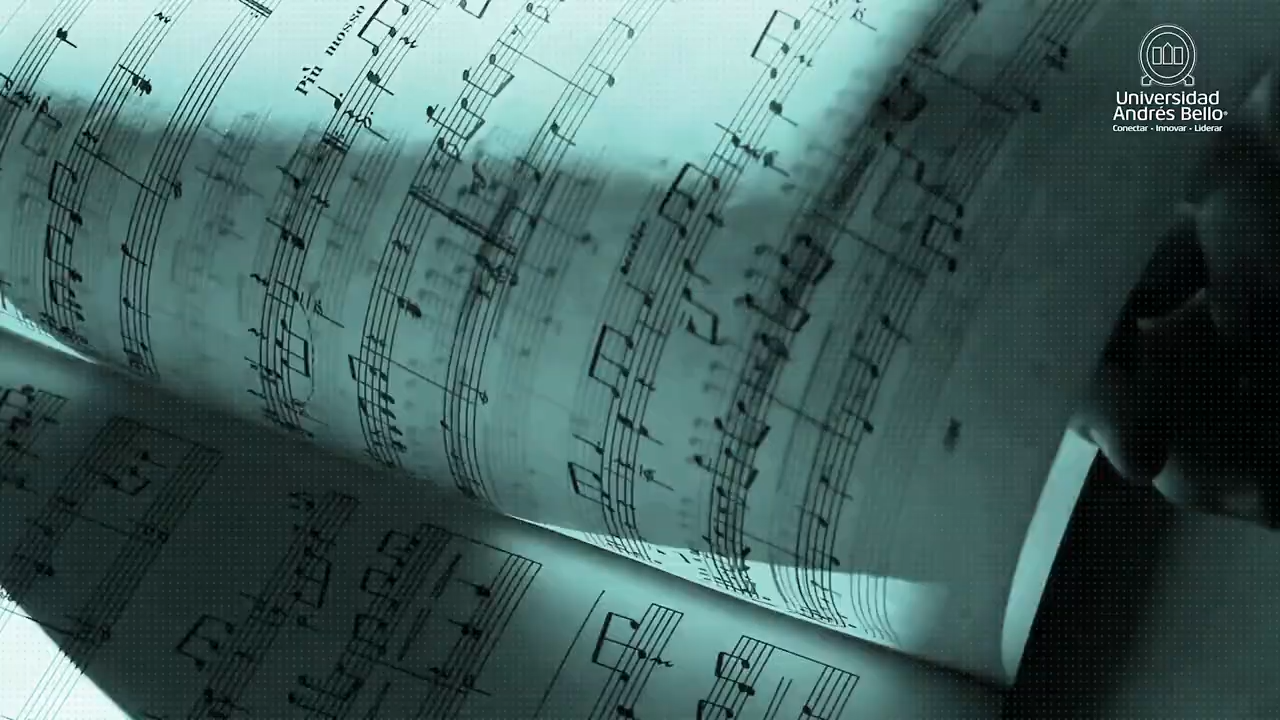 Più mosso
Universidad
Andrés Bello
Conectar · Innovar · Liderar